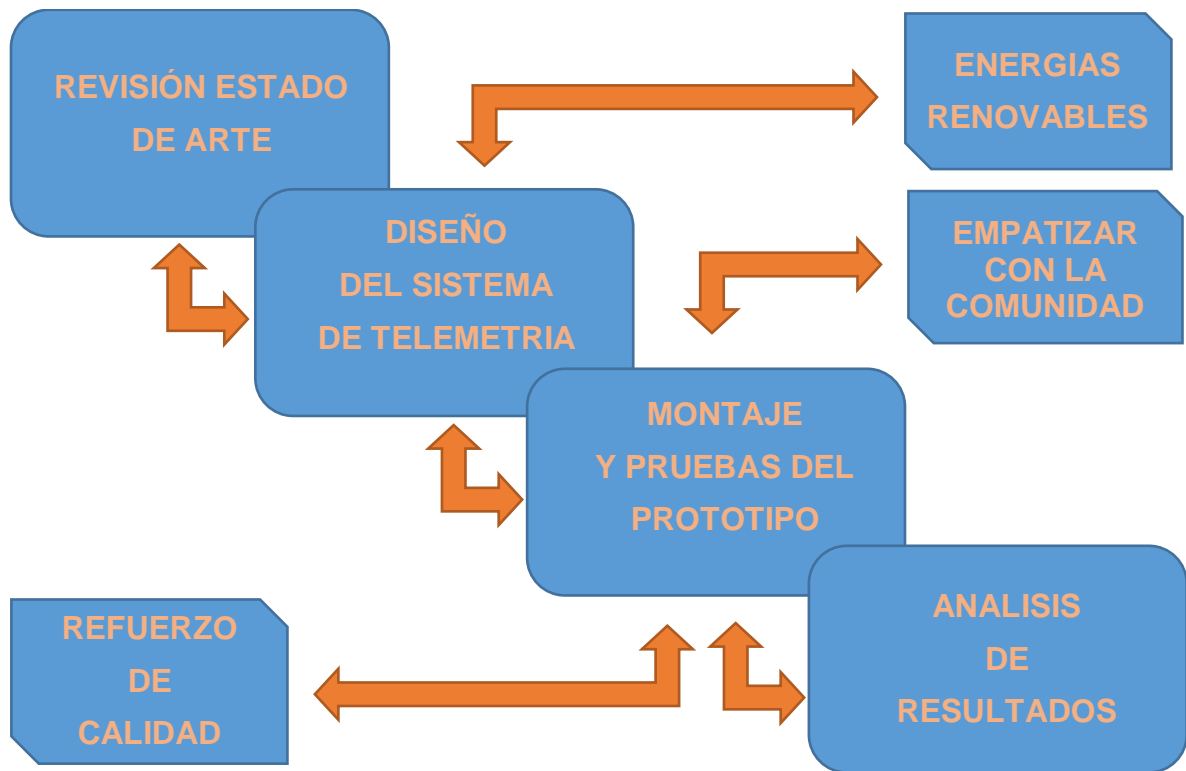 REVISIÓN ESTADO
DE ARTE
ENERGIAS
RENOVABLES
DISEÑO
DEL SISTEMA
DE TELEMETRIA
EMPATIZAR
CON LA
COMUNIDAD
MONTAJE
Y PRUEBAS DEL
PROTOTIPO
ANALISIS
DE
RESULTADOS
REFUERZO
DE
CALIDAD